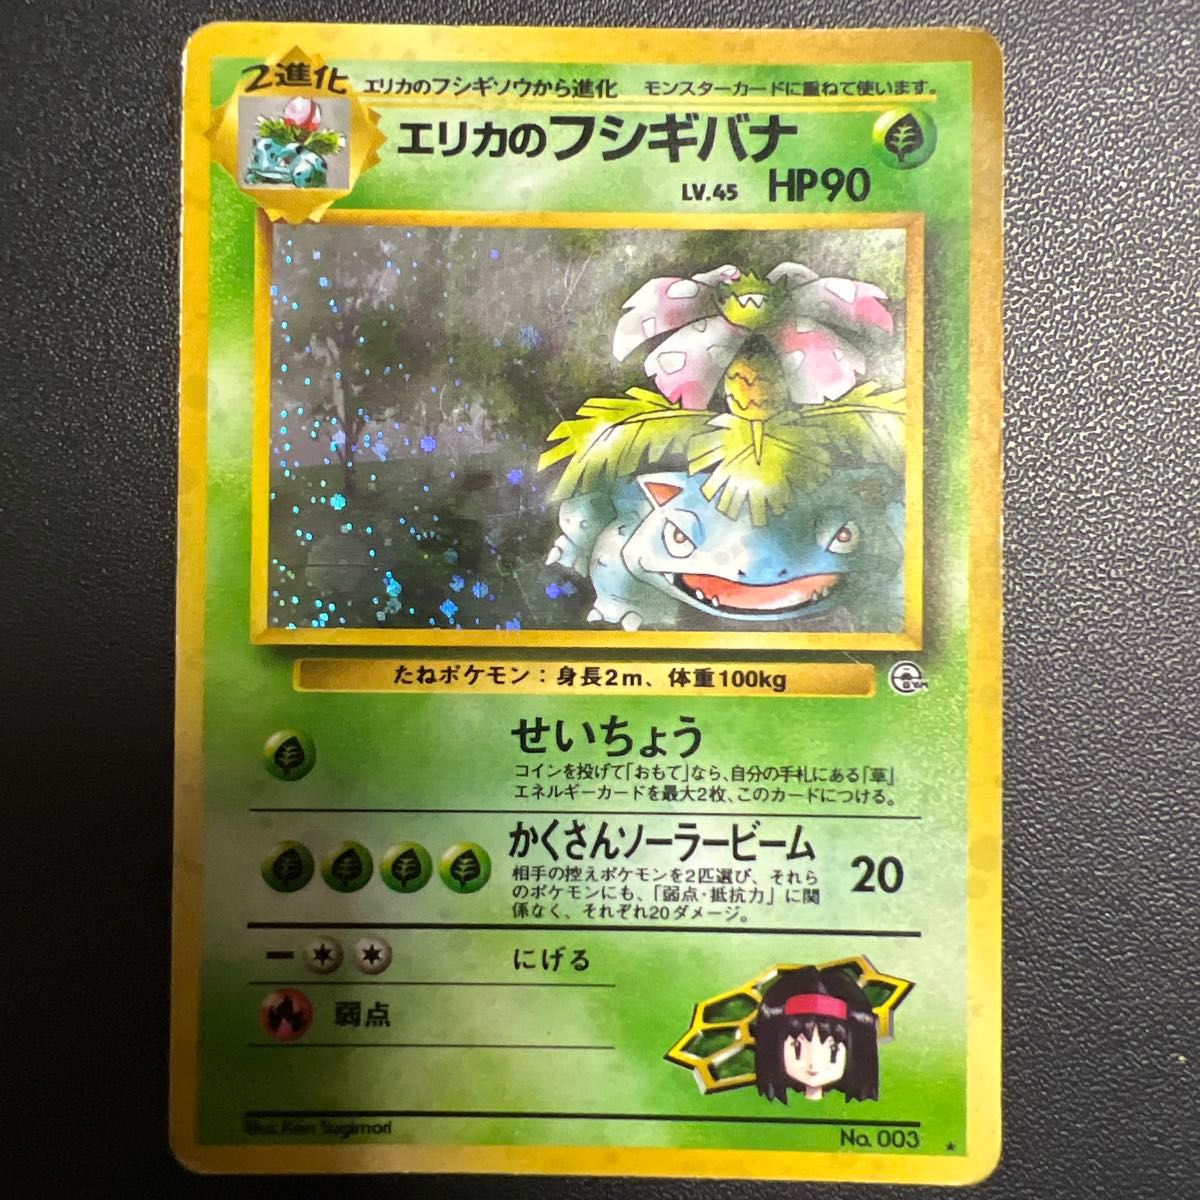 2進化
エリカのフシギソウから進化 モンスターカードに重ねて使います。
エリカのフシギバナ
LV.45 HP90
たねポケモン：身長2m、体重100kg
せいちょう
コインを投げて「おもて」なら、自分の手札にある「草」
エネルギーカードを最大2枚、このカードにつける。
かくさんソーラービーム 20
相手の控えポケモンを2匹選び、それら
のポケモンにも、「弱点・抵抗力」に関
係なく、それぞれ20ダメージ。
にげる
弱点
Illus. Ken Sugimori
No. 003 ★